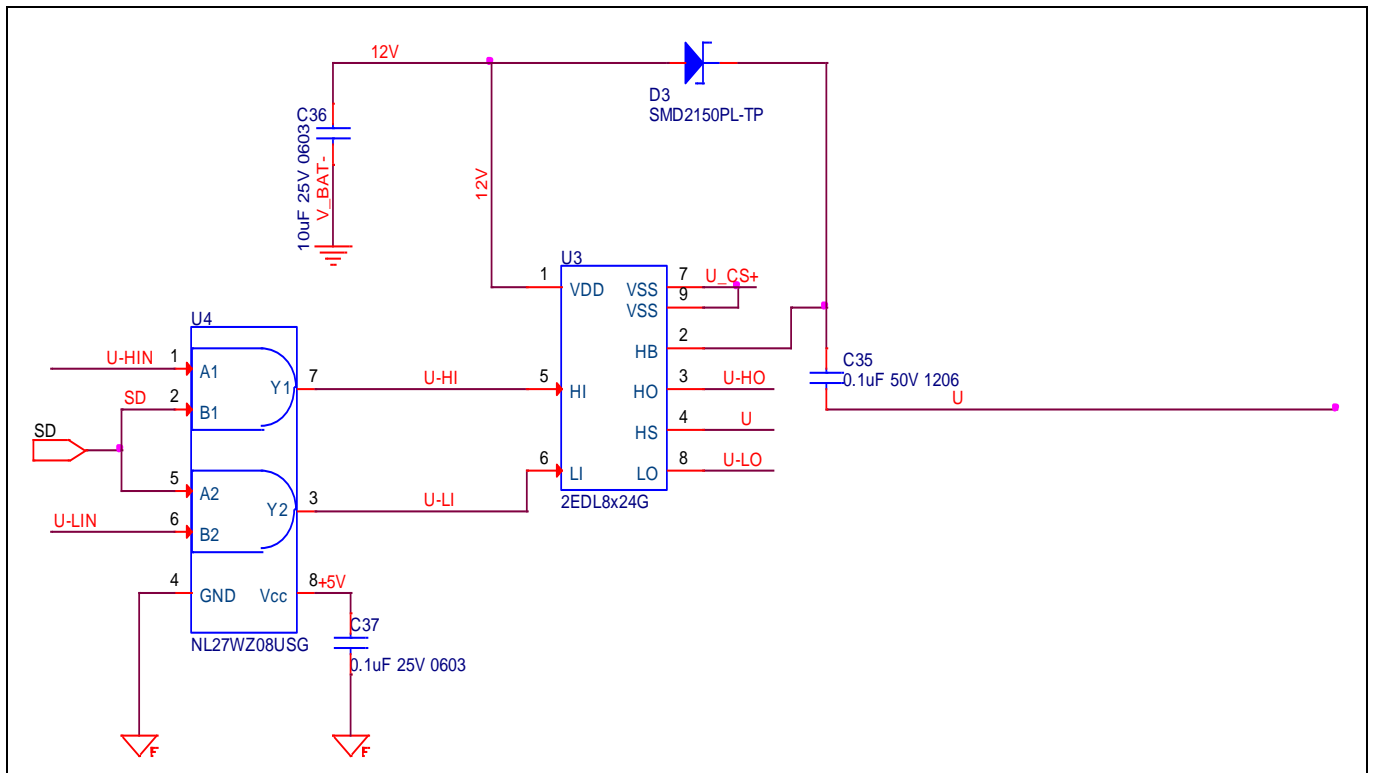 12V
D3
SMD2150PL-TP
C36
10uF 25V 0603
V_BAT-
12V
U3
1
VDD
VSS
7
U_CS+
VSS
9
HB
2
5
HI
HO
3
U-HO
HS
4
U
6
LI
LO
8
U-LO
2EDL8x24G
C35
0.1uF 50V 1206
U
U4
U-HIN
1
A1
Y1
7
U-HI
SD
2
B1
SD
5
A2
Y2
3
U-LI
U-LIN
6
B2
4
GND
Vcc
8
+5V
NL27WZ08USG
C37
0.1uF 25V 0603
F
F